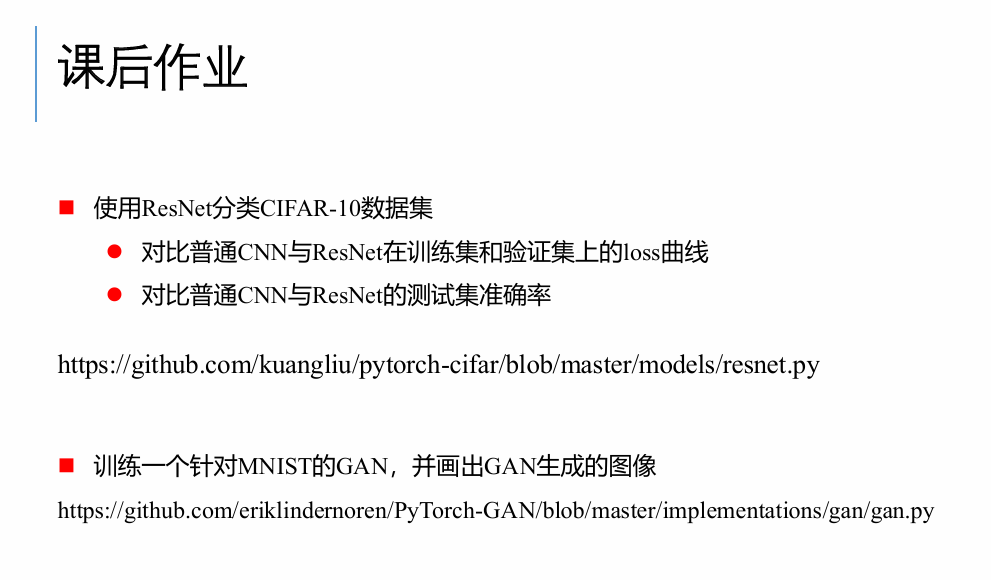 课后作业
使用ResNet分类CIFAR-10数据集
对比普通CNN与ResNet在训练集和验证集上的loss曲线
对比普通CNN与ResNet的测试集准确率
https://github.com/kuangliu/pytorch-cifar/blob/master/models/resnet.py
训练一个针对MNIST的GAN，并画出GAN生成的图像
https://github.com/eriklindernoren/PyTorch-GAN/blob/master/implementations/gan/gan.py